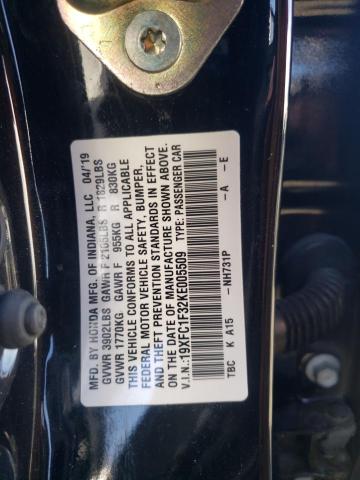 MFD. BY HONDA MFG. OF INDIANA, LLC 04/19
GVWR 3902LBS GAWR F 2105LBS R 1829LBS
GVWR 1770KG GAWR F 955KG R 830KG
THIS VEHICLE CONFORMS TO ALL APPLICABLE
FEDERAL MOTOR VEHICLE SAFETY, BUMPER,
AND THEFT PREVENTION STANDARDS IN EFFECT
ON THE DATE OF MANUFACTURE SHOWN ABOVE.
V.I.N.:19XFC1F32KE005509 TYPE: PASSENGER CAR
TBC K A15 -NH731P -A -E